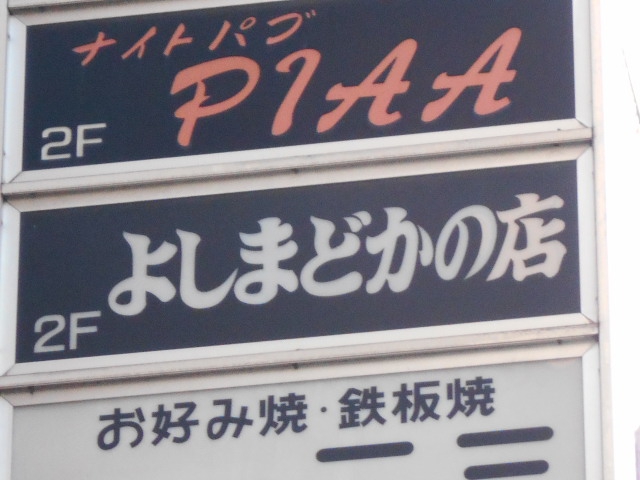 ナイトパブ
PIAA
2F
よしまどかの店
2F
お好み焼・鉄板焼